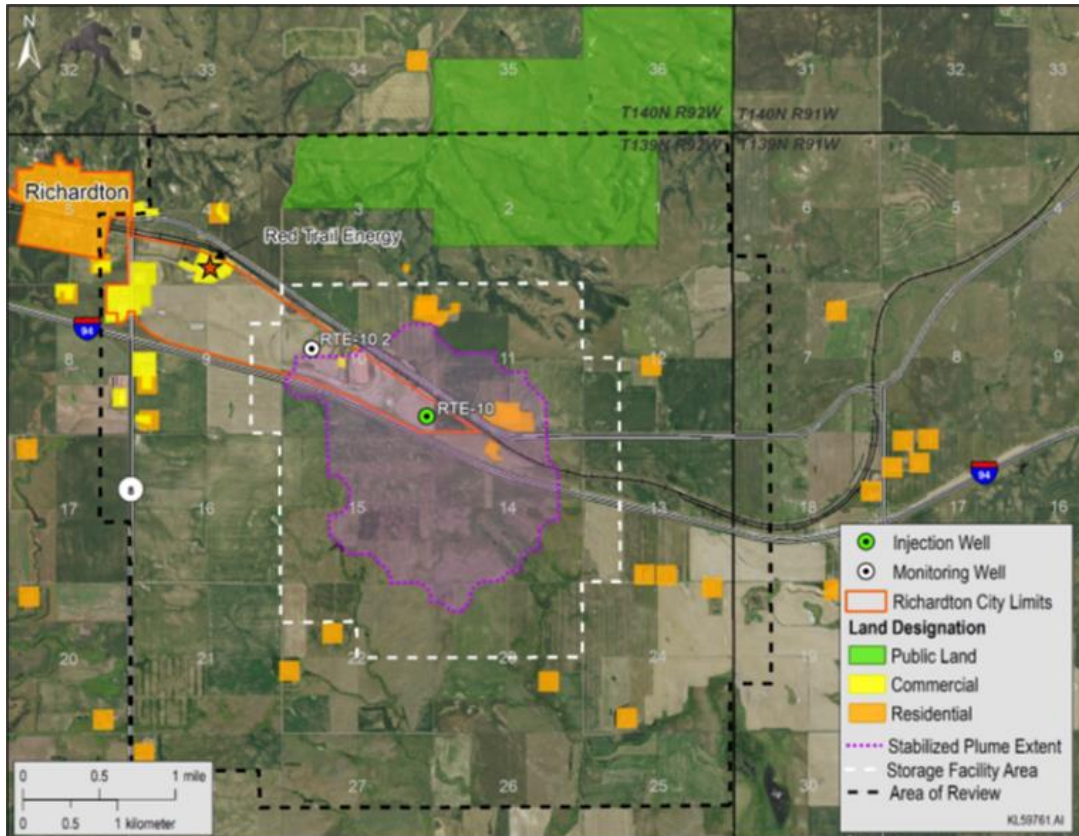 N
32
33
34
35
36
31
32
33
T140N R92W
T140N R91W
T139N R92W
T139N R91W
Richardton
5
4
3
2
1
6
5
4
Red Trail Energy
94
RTE-10.2
8
9
10
11
12
7
8
9
RTE-10
94
8
17
16
15
14
13
18
17
16
20
21
22
23
24
19
27
26
25
30
Injection Well
Monitoring Well
Richardton City Limits
Land Designation
Public Land
Commercial
Residential
Stabilized Plume Extent
Storage Facility Area
Area of Review
0 0.5 1 mile
0 0.5 1 kilometer
KL59761.AI